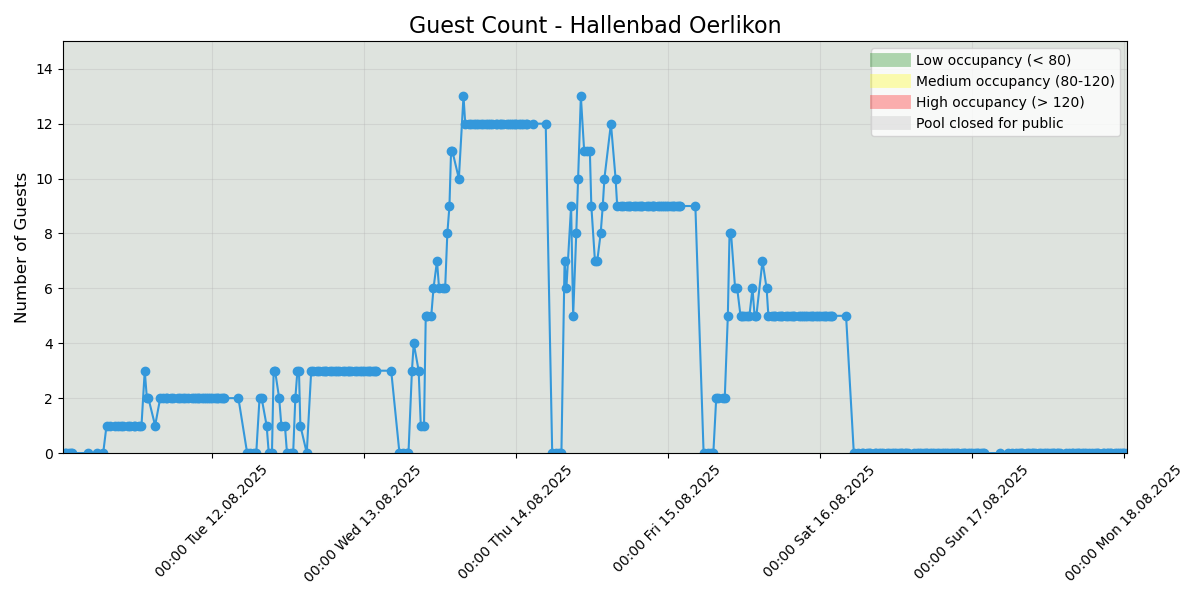 Guest Count - Hallenbad Oerlikon
Low occupancy (< 80)
Medium occupancy (80-120)
High occupancy (> 120)
Pool closed for public
Number of Guests
14
12
10
8
6
4
2
0
00:00 Tue 12.08.2025
00:00 Wed 13.08.2025
00:00 Thu 14.08.2025
00:00 Fri 15.08.2025
00:00 Sat 16.08.2025
00:00 Sun 17.08.2025
00:00 Mon 18.08.2025